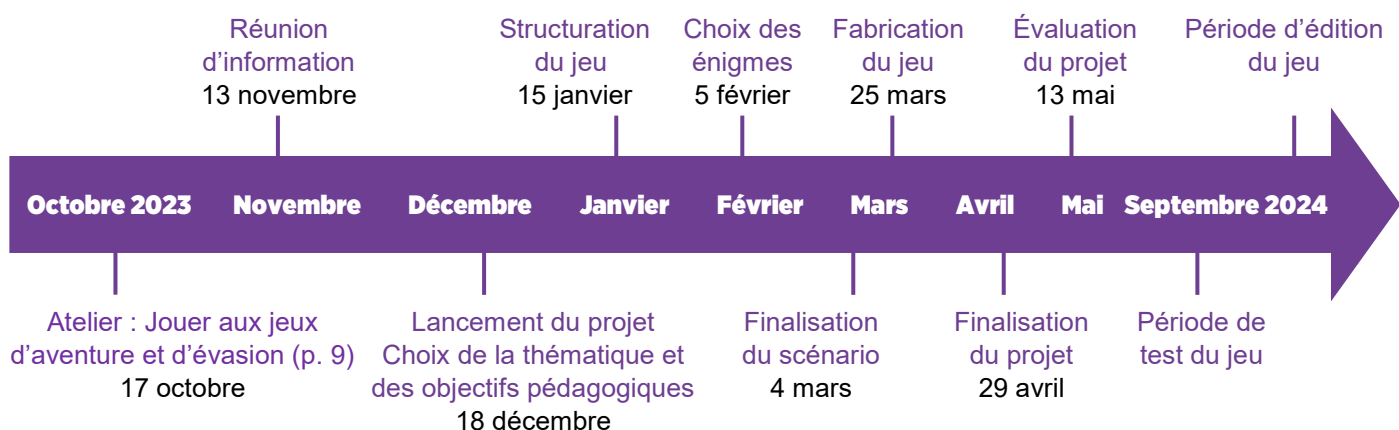 Réunion
d’information
13 novembre
Structuration
du jeu
15 janvier
Choix des
énigmes
5 février
Fabrication
du jeu
25 mars
Évaluation
du projet
13 mai
Période d’édition
du jeu
Octobre 2023 Novembre Décembre Janvier Février Mars Avril Mai Septembre 2024
Atelier : Jouer aux jeux
d’aventure et d’évasion (p. 9)
17 octobre
Lancement du projet
Choix de la thématique et
des objectifs pédagogiques
18 décembre
Finalisation
du scénario
4 mars
Finalisation
du projet
29 avril
Période de
test du jeu